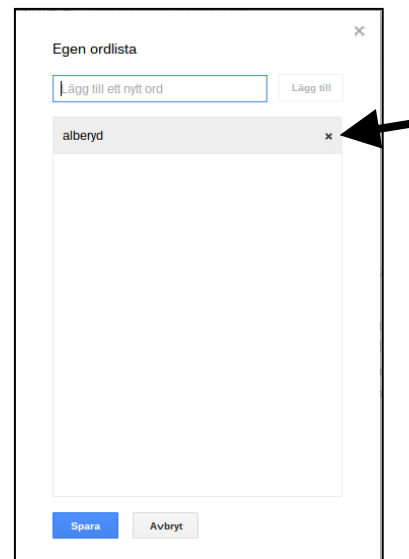 Egen ordlista
Lägg till ett nytt ord
Lägg till
alberyd
Spara
Avbryt